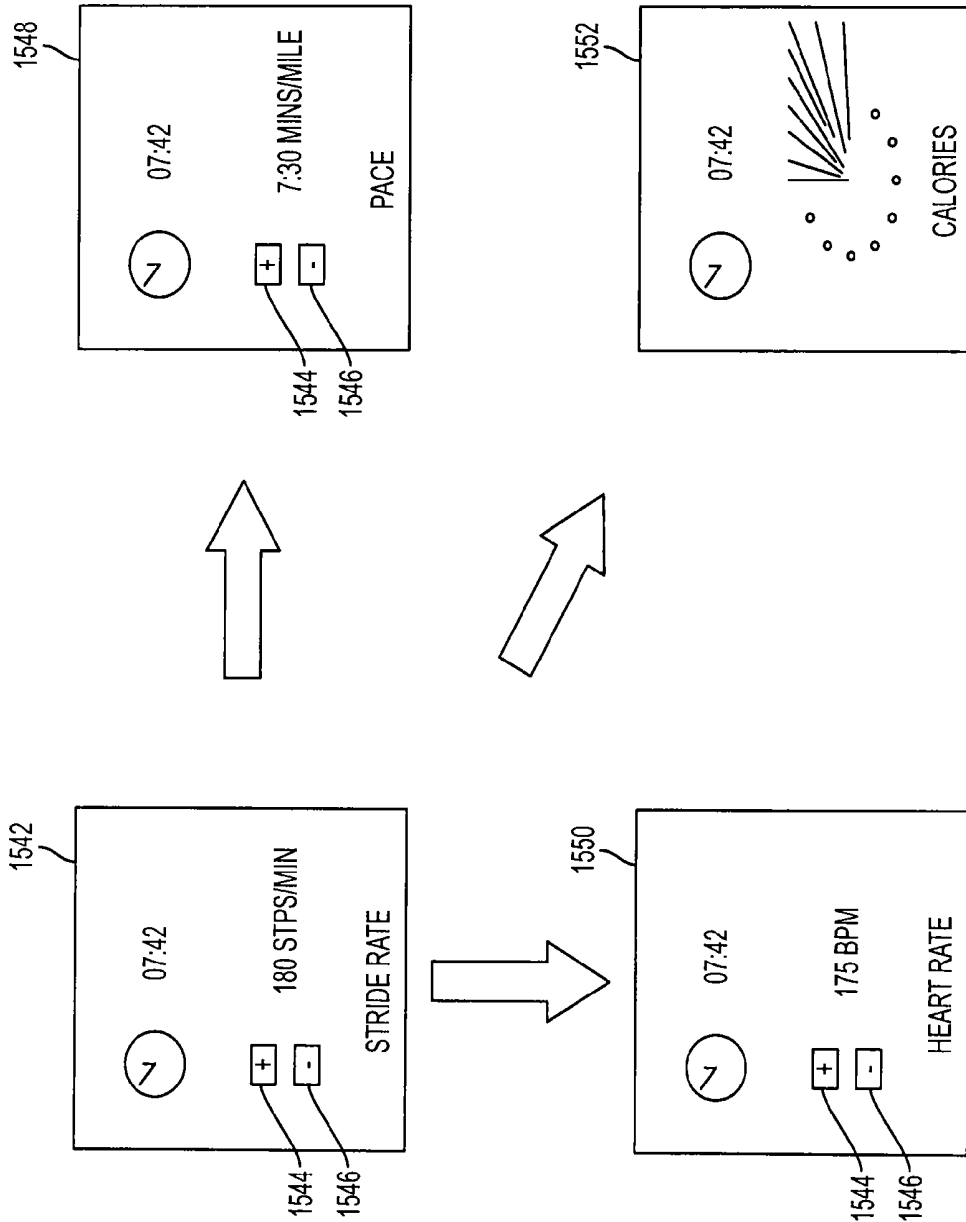 1542
07:42
+
180 STPS/MIN
-
1544
1546
STRIDE RATE
1548
07:42
+
7:30 MINS/MILE
-
1544
1546
PACE
1550
07:42
+
175 BPM
-
1544
1546
HEART RATE
1552
07:42
CALORIES